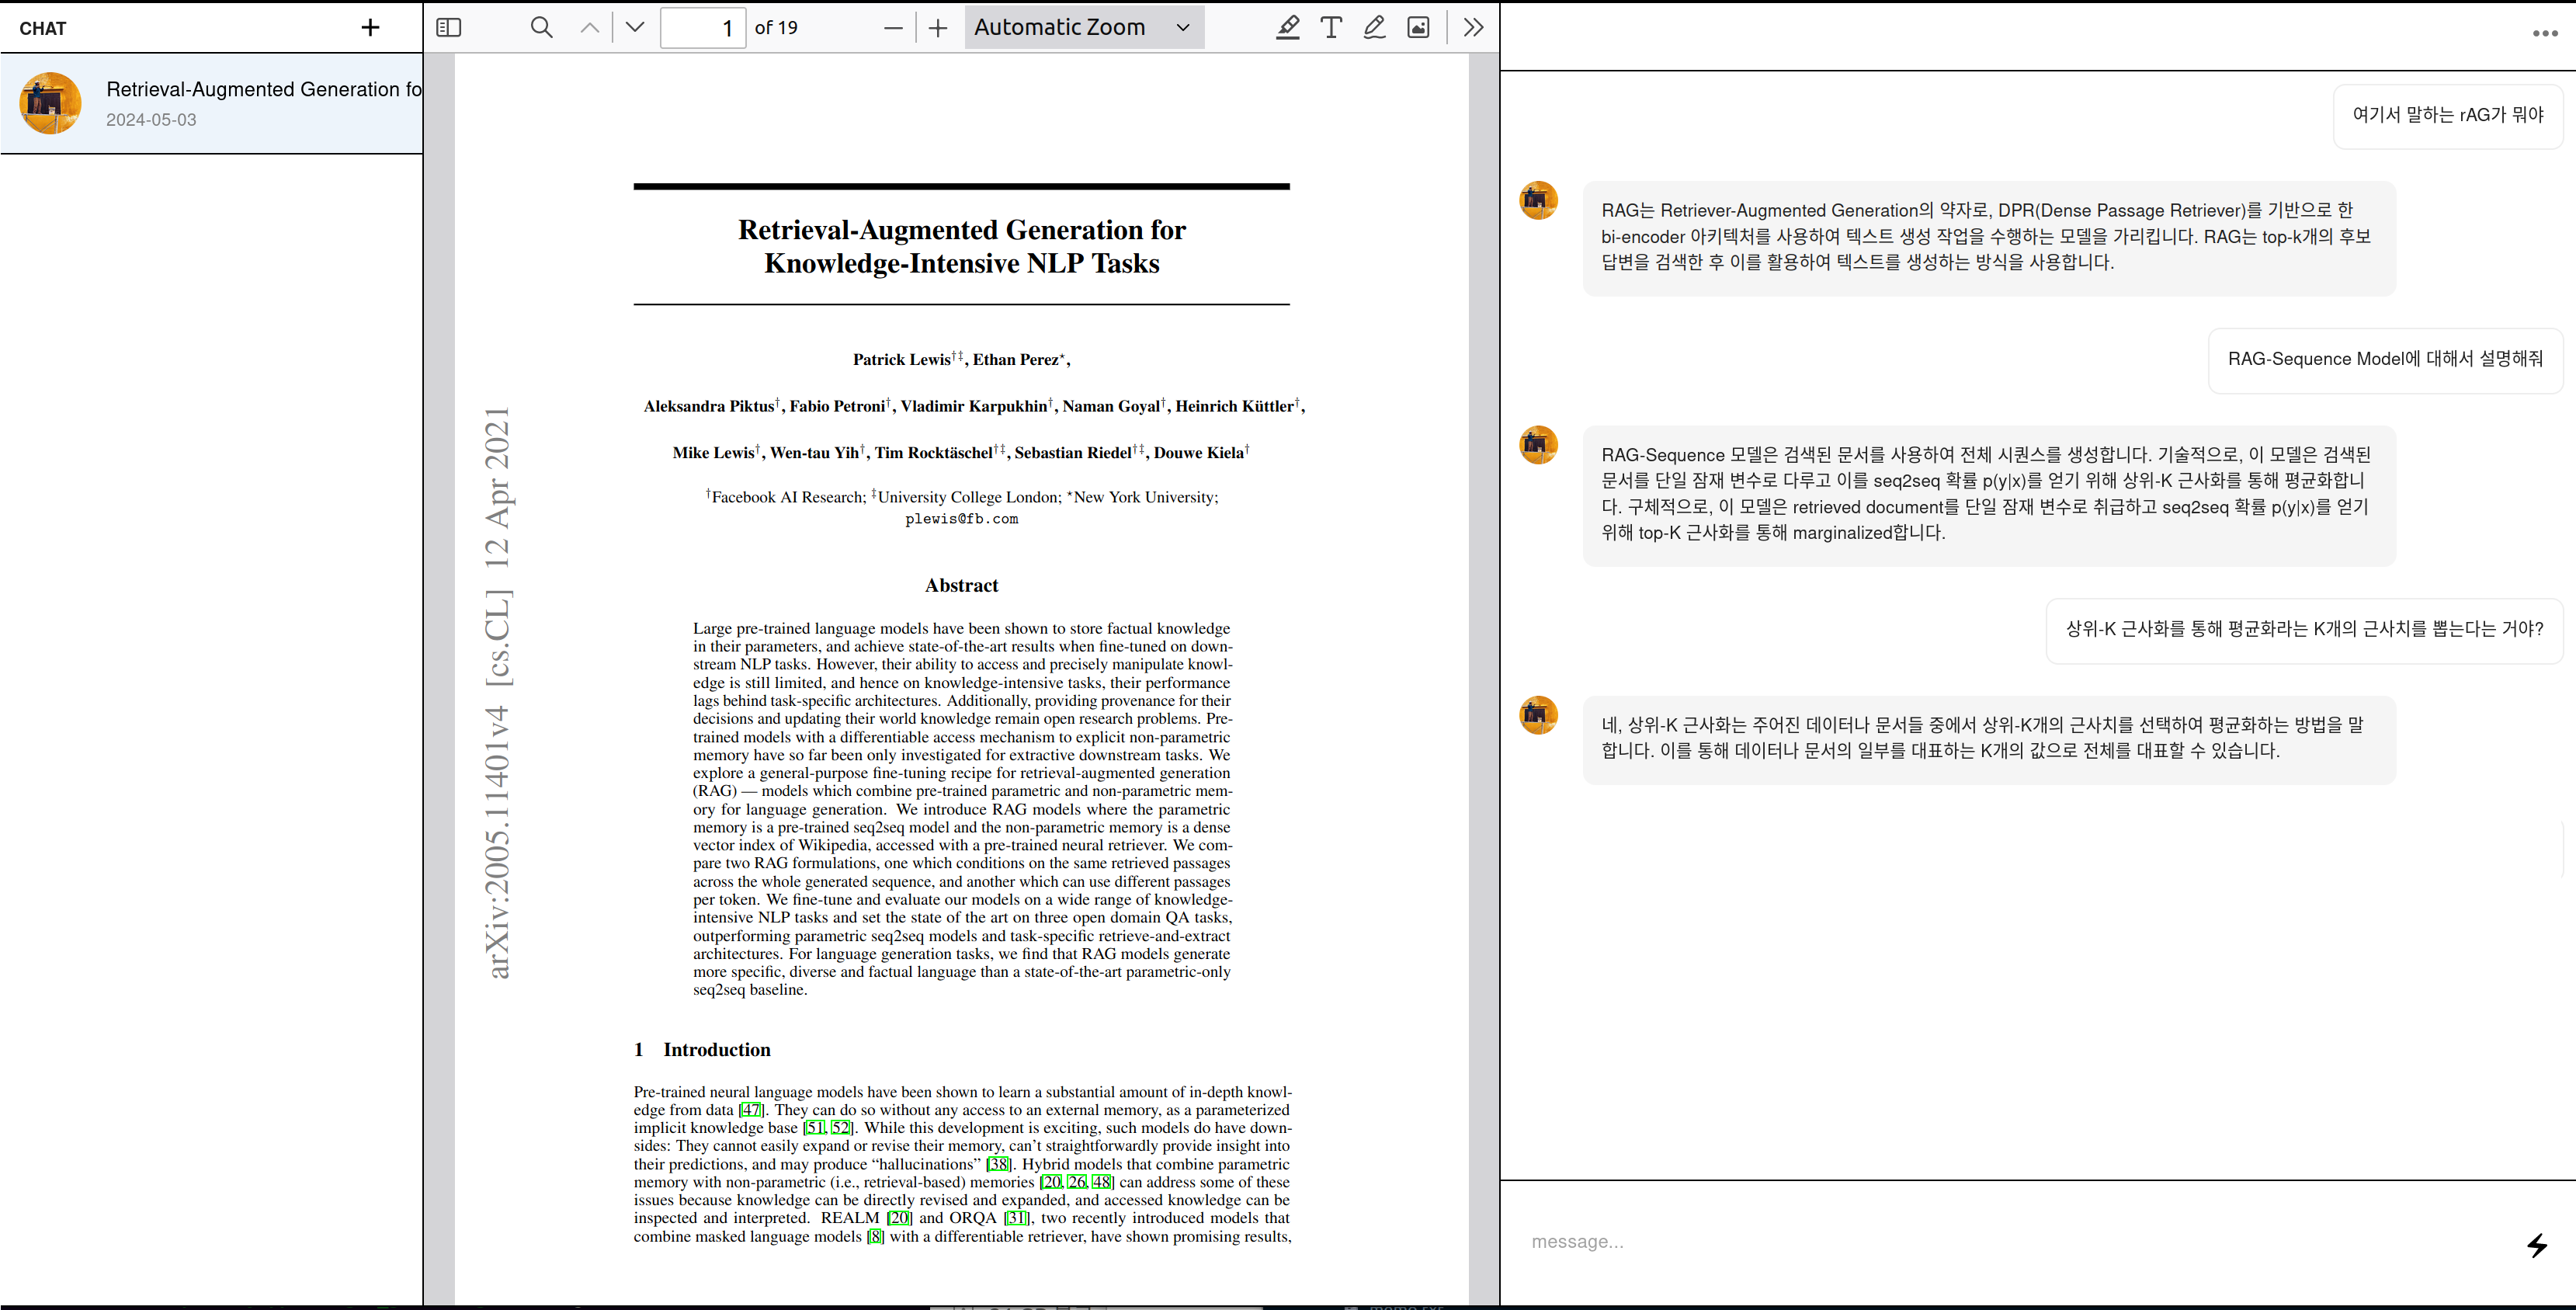 CHAT
Retrieval-Augmented Generation fo
2024-05-03
1 of 19
Automatic Zoom
arXiv:2005.11401v4 [cs.CL] 12 Apr 2021
Retrieval-Augmented Generation for
Knowledge-Intensive NLP Tasks
Patrick Lewis†‡, Ethan Perez⋆,
Aleksandra Piktus†, Fabio Petroni†, Vladimir Karpukhin†, Naman Goyal†, Heinrich Küttler†,
Mike Lewis†, Wen-tau Yih†, Tim Rocktäschel†‡, Sebastian Riedel†‡, Douwe Kiela†
†Facebook AI Research; ‡University College London; ⋆New York University;
plewis@fb.com
Abstract
Large pre-trained language models have been shown to store factual knowledge
in their parameters, and achieve state-of-the-art results when fine-tuned on down-
stream NLP tasks. However, their ability to access and precisely manipulate knowl-
edge is still limited, and hence on knowledge-intensive tasks, their performance
lags behind task-specific architectures. Additionally, providing provenance for their
decisions and updating their world knowledge remain open research problems. Pre-
trained models with a differentiable access mechanism to explicit non-parametric
memory have so far been only investigated for extractive downstream tasks. We
explore a general-purpose fine-tuning recipe for retrieval-augmented generation
(RAG) — models which combine pre-trained parametric and non-parametric mem-
ory for language generation. We introduce RAG models where the parametric
memory is a pre-trained seq2seq model and the non-parametric memory is a dense
vector index of Wikipedia, accessed with a pre-trained neural retriever. We com-
pare two RAG formulations, one which conditions on the same retrieved passages
across the whole generated sequence, and another which can use different passages
per token. We fine-tune and evaluate our models on a wide range of knowledge-
intensive NLP tasks and set the state of the art on three open domain QA tasks,
outperforming parametric seq2seq models and task-specific retrieve-and-extract
architectures. For language generation tasks, we find that RAG models generate
more specific, diverse and factual language than a state-of-the-art parametric-only
seq2seq baseline.
1 Introduction
Pre-trained neural language models have been shown to learn a substantial amount of in-depth knowl-
edge from data [47]. They can do so without any access to an external memory, as a parameterized
implicit knowledge base [51, 52]. While this development is exciting, such models do have down-
sides: They cannot easily expand or revise their memory, can't straightforwardly provide insight into
their predictions, and may produce “hallucinations” [38]. Hybrid models that combine parametric
memory with non-parametric (i.e., retrieval-based) memories [20, 26, 48] can address some of these
issues because knowledge can be directly revised and expanded, and accessed knowledge can be
inspected and interpreted. REALM [20] and ORQA [31], two recently introduced models that
combine masked language models [8] with a differentiable retriever, have shown promising results,
여기서 말하는 rAG가 뭐야
RAG는 Retriever-Augmented Generation의 약자로, DPR(Dense Passage Retriever)를 기반으로 한
bi-encoder 아키텍처를 사용하여 텍스트 생성 작업을 수행하는 모델을 가리킵니다. RAG는 top-k개의 후보
답변을 검색한 후 이를 활용하여 텍스트를 생성하는 방식을 사용합니다.
RAG-Sequence Model에 대해서 설명해줘
RAG-Sequence 모델은 검색된 문서를 사용하여 전체 시퀀스를 생성합니다. 기술적으로, 이 모델은 검색된
문서를 단일 잠재 변수로 다루고 이를 seq2seq 확률 p(y|x)를 얻기 위해 상위-K 근사화를 통해 평균화합니
다. 구체적으로, 이 모델은 retrieved document를 단일 잠재 변수로 취급하고 seq2seq 확률 p(y|x)를 얻기
위해 top-K 근사화를 통해 marginalized합니다.
상위-K 근사화를 통해 평균화라는 K개의 근사치를 뽑는다는 거야?
네, 상위-K 근사화는 주어진 데이터나 문서들 중에서 상위-K개의 근사치를 선택하여 평균화하는 방법을 말
합니다. 이를 통해 데이터나 문서의 일부를 대표하는 K개의 값으로 전체를 대표할 수 있습니다.
message...